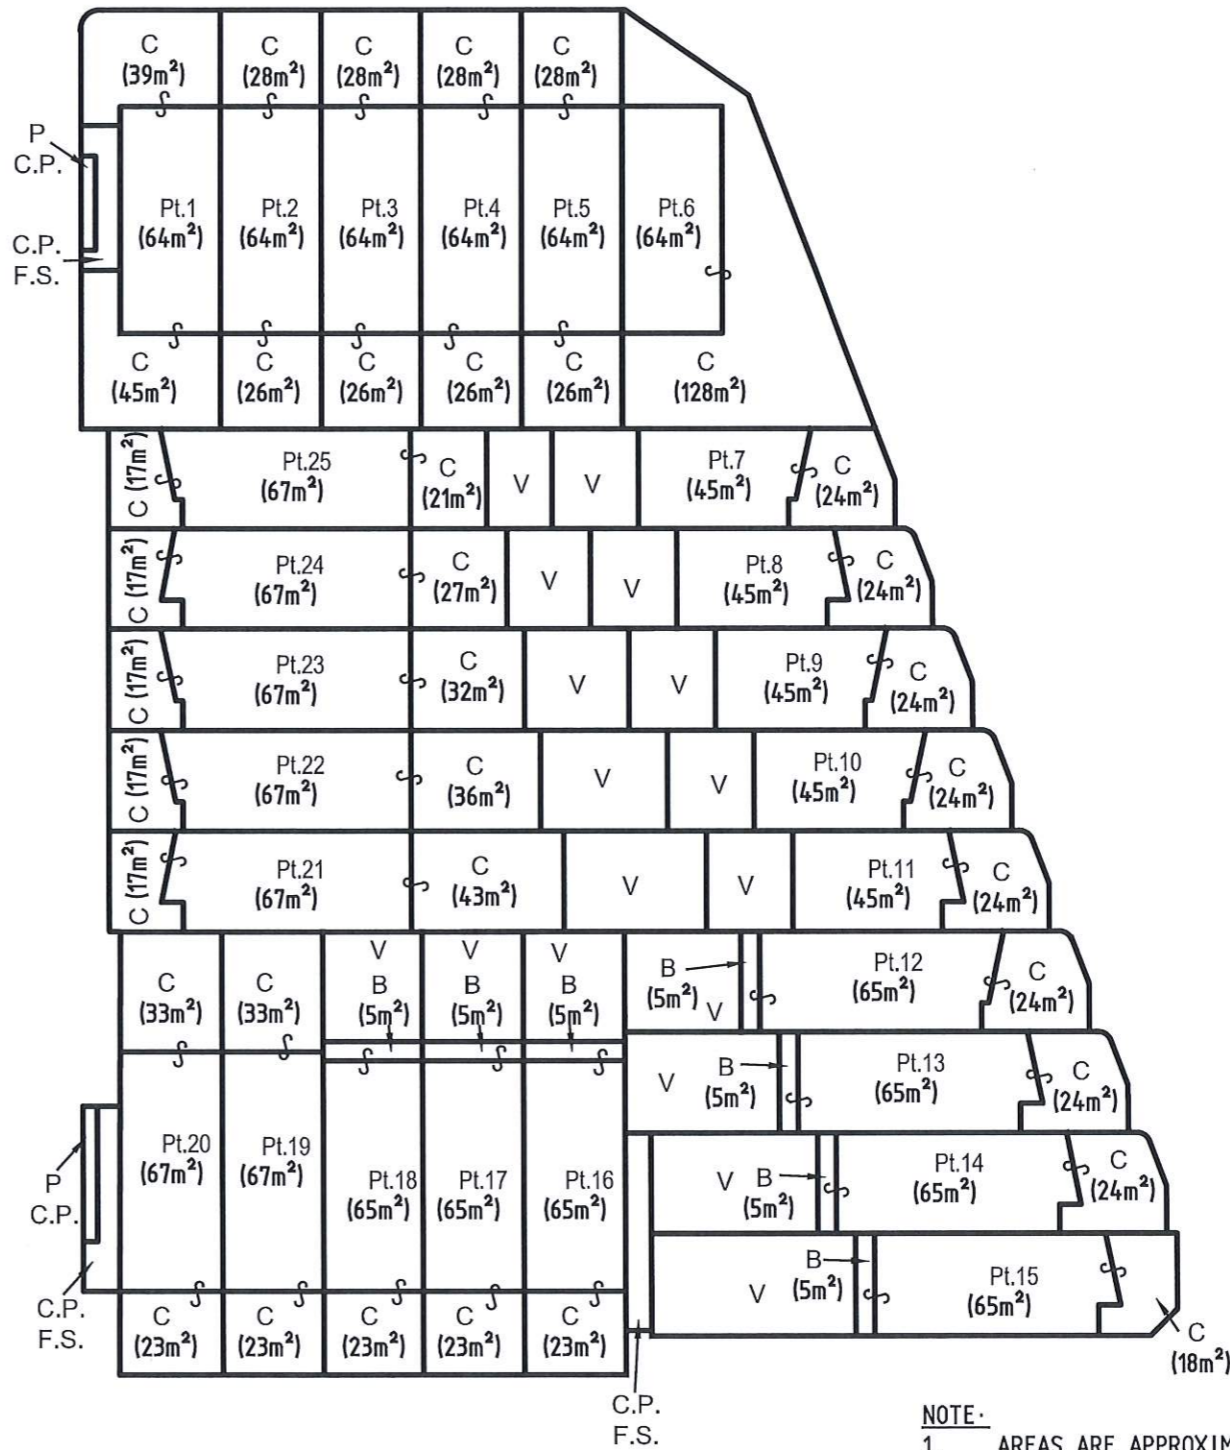 C C C C C
(39m²) (28m²) (28m²) (28m²) (28m²)
P
C.P.
Pt.1 Pt.2 Pt.3 Pt.4 Pt.5 Pt.6
(64m²) (64m²) (64m²) (64m²) (64m²) (64m²)
C.P.
F.S.
C C C C C C
(45m²) (26m²) (26m²) (26m²) (26m²) (128m²)
C (17m²) Pt.25 C V V Pt.7 C
(67m²) (21m²) (45m²) (24m²)
C (17m²) Pt.24 C V V Pt.8 C
(67m²) (27m²) (45m²) (24m²)
C (17m²) Pt.23 C V V Pt.9 C
(67m²) (32m²) (45m²) (24m²)
C (17m²) Pt.22 C V V Pt.10 C
(67m²) (36m²) (45m²) (24m²)
C (17m²) Pt.21 C V V Pt.11 C
(67m²) (43m²) (45m²) (24m²)
V V V
C C B B B B V Pt.12 C
(33m²) (33m²) (5m²) (5m²) (5m²) (5m²) (65m²) (24m²)
V B Pt.13 C
(5m²) (65m²) (24m²)
Pt.20 Pt.19 Pt.18 Pt.17 Pt.16
(67m²) (67m²) (65m²) (65m²) (65m²)
V B Pt.14 C
(5m²) (65m²) (24m²)
P
C.P.
V B Pt.15
(5m²) (65m²)
C.P.
F.S.
C C C C C
(23m²) (23m²) (23m²) (23m²) (23m²)
C
(18m²)
C.P.
F.S.
NOTE·
1 AREAS ARE APPROXIM